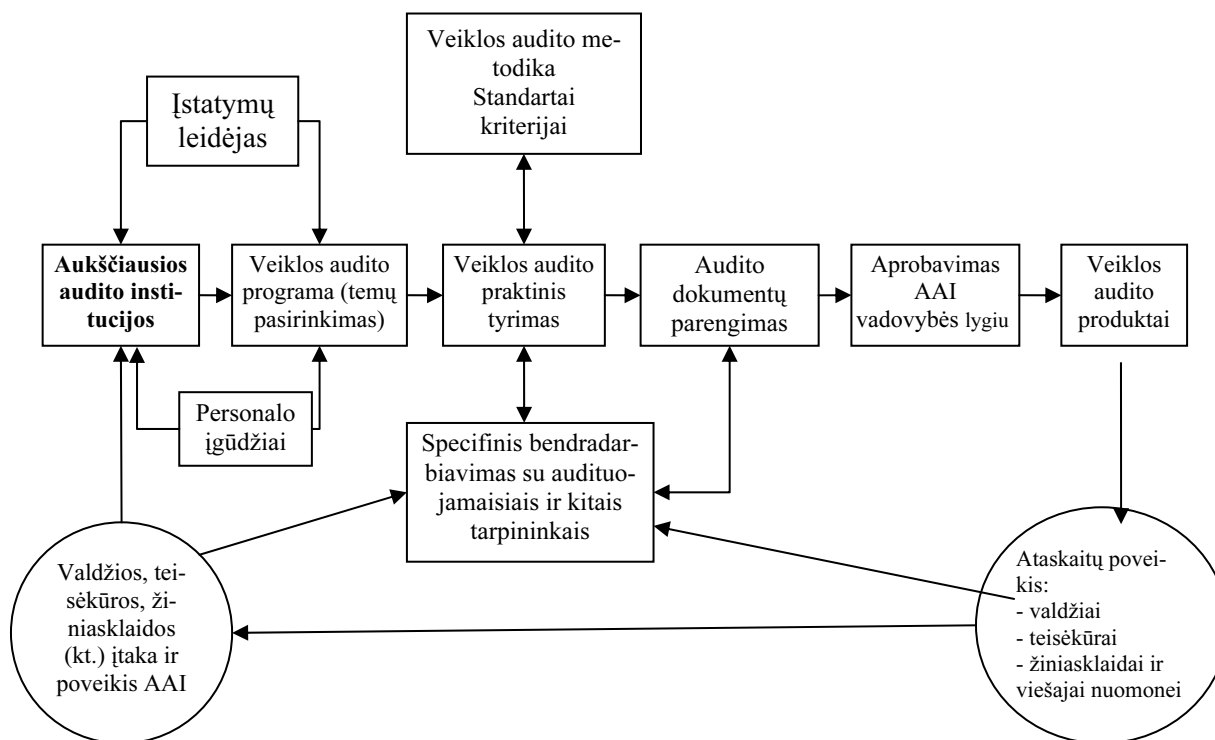 Veiklos audito me-
todika
Standartai
kriterijai
Įstatymų
leidėjas
Aukščiausios
audito insti-
tucijos
Veiklos audito
programa (temų
pasirinkimas)
Veiklos audito
praktinis
tyrimas
Audito
dokumentų
parengimas
Aprobavimas
AAI
vadovybės lygiu
Veiklos
audito
produktai
Personalo
įgūdžiai
Specifinis bendradar-
biavimas su audituo-
jamaisiais ir kitais
tarpininkais
Valdžios, tei-
sėkūros, ži-
niasklaidos
(kt.) įtaka ir
poveikis AAI
Ataskaitų povei-
kis:
- valdžiai
- teisėkūrai
- žiniasklaidai ir
viešajai nuomonei